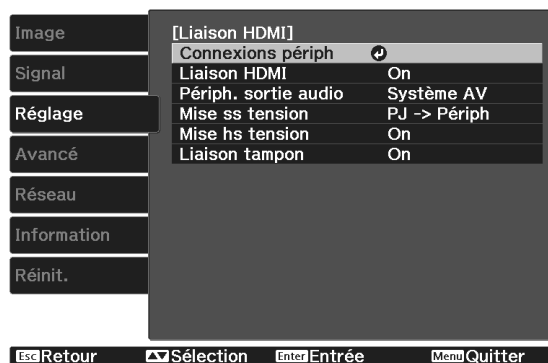 Image
Signal
Réglage
Avancé
Réseau
Information
Réinit.
[Liaison HDMI]
Connexions périph
Liaison HDMI On
Périph. sortie audio Système AV
Mise ss tension PJ -> Périph
Mise hs tension On
Liaison tampon On
Esc Retour Sélection Enter Entrée Menu Quitter